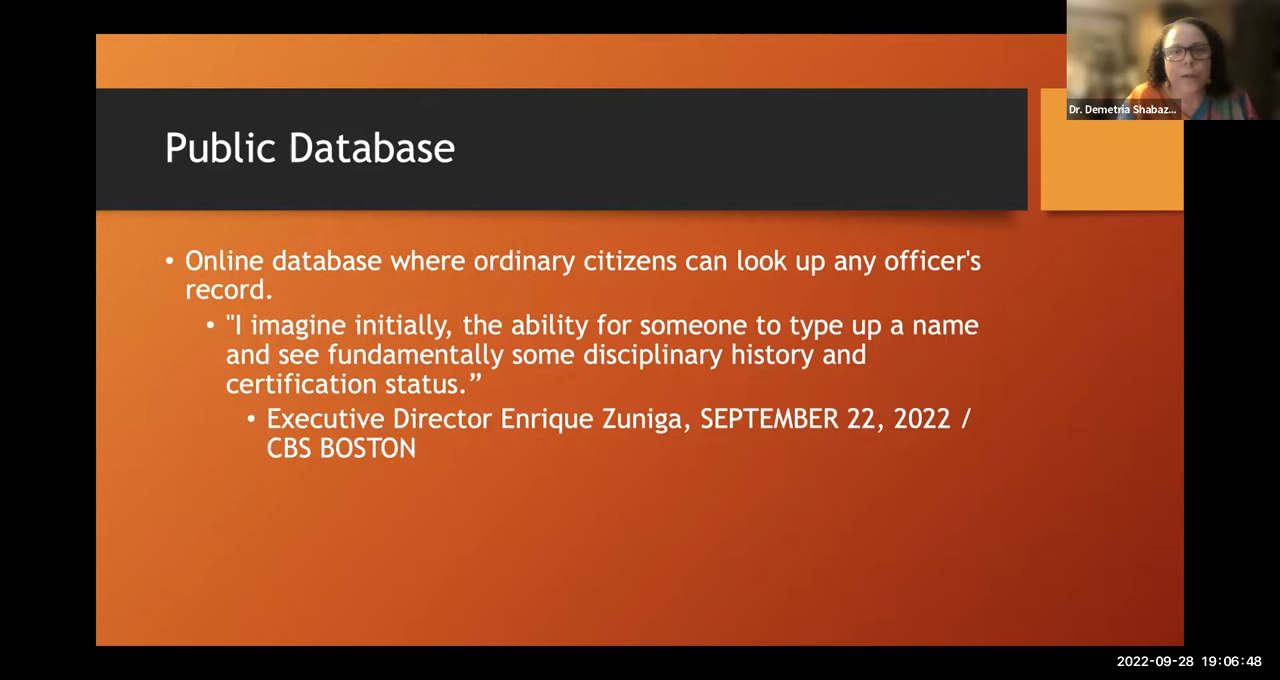 Dr. Demetria Shabaz...
Public Database
• Online database where ordinary citizens can look up any officer's
record.
• "I imagine initially, the ability for someone to type up a name
and see fundamentally some disciplinary history and
certification status.”
• Executive Director Enrique Zuniga, SEPTEMBER 22, 2022 /
CBS BOSTON
2022-09-28 19:06:48